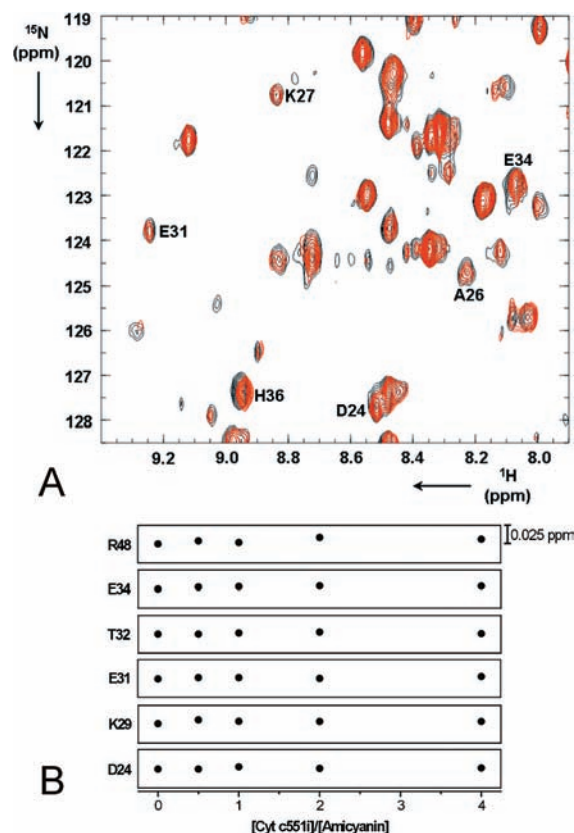 119
¹⁵N
(ppm)
120
121
K27
122
E34
123
E31
124
A26
125
126
127
H36
D24
128
9.2 9.0 8.8 8.6 8.4 8.2 8.0
A
¹H
(ppm)
0.025 ppm
R48
E34
T32
E31
K29
D24
B
0 1 2 3 4
[Cyt c551i]/[Amicyanin]